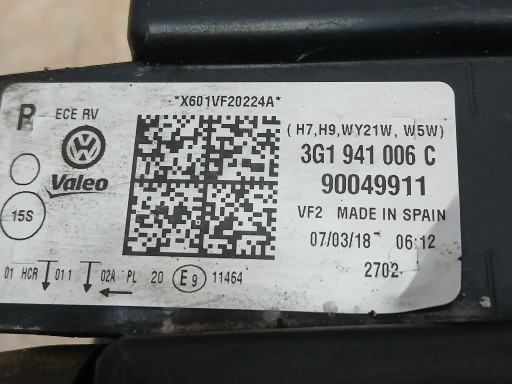 *X601VF20224A*
R ECE RV
(H7,H9,WY21W, W5W)
3G1 941 006 C
Valeo
90049911
15S
VF2 MADE IN SPAIN
07/03/18 06:12
01 HCR 011 02A PL 20 E9 11464
2702